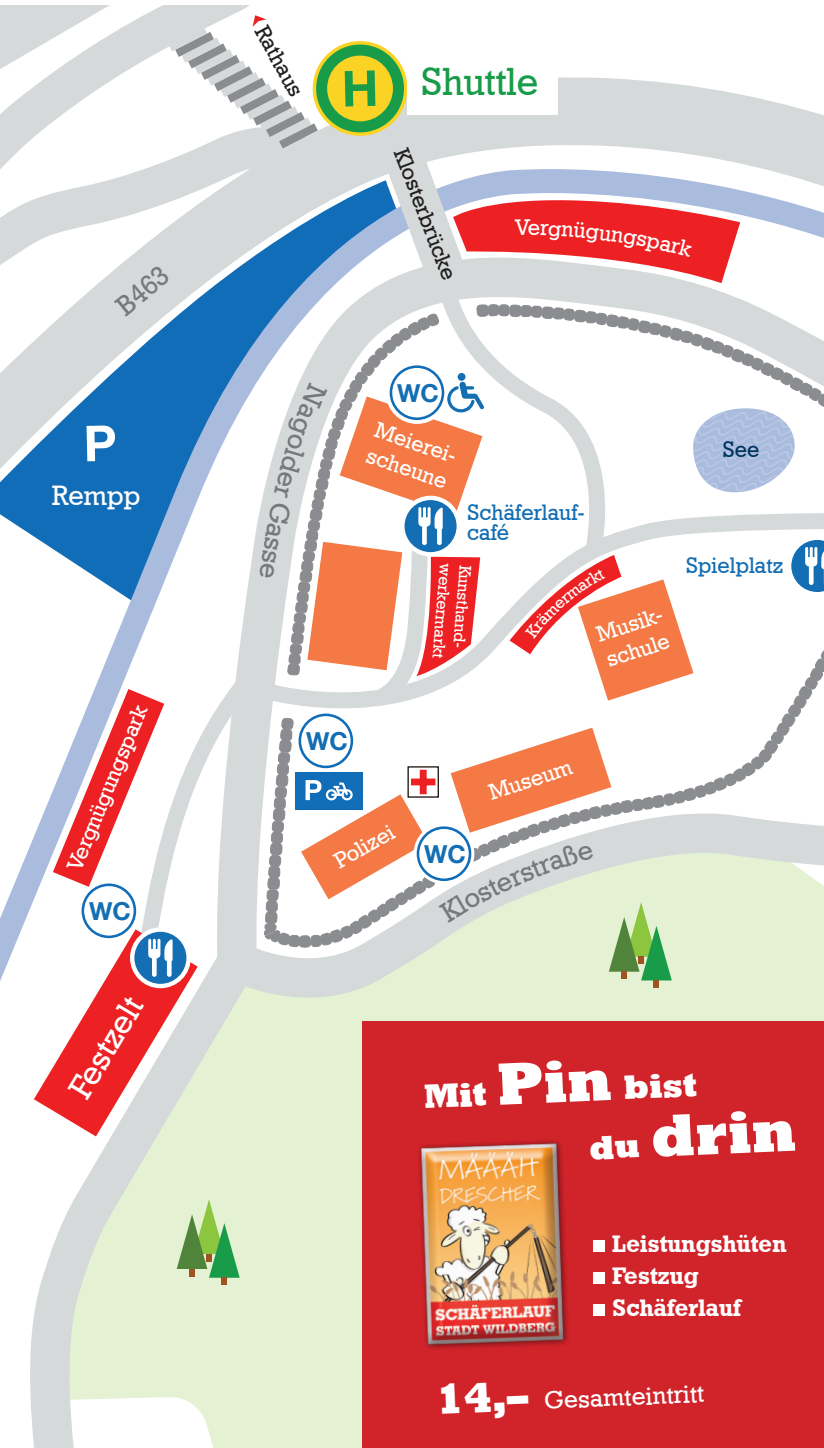 Rathaus
H
Shuttle
Klosterbrücke
Vergnügungspark
B463
WC
Nagolder Gasse
Meierei-
scheune
See
P
Rempp
Schäferlauf-
café
Kunsthand-
werkermarkt
Spielplatz
Krämermarkt
Musik-
schule
Vergnügungspark
WC
P
Museum
Polizei
WC
Klosterstraße
WC
Festzelt
Mit Pin bist
du drin
MÄÄÄH
DRESCHER
SCHÄFERLAUF
STADT WILDBERG
Leistungshüten
Festzug
Schäferlauf
14,– Gesamteintritt